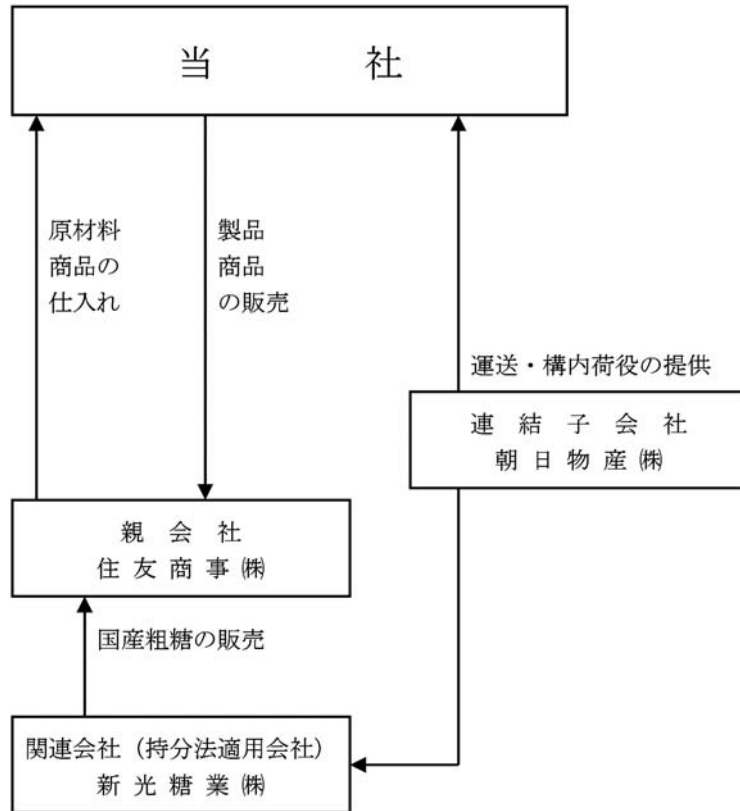 当 社
原材料
商品の
仕入れ
製品
商品
の販売
運送・構内荷役の提供
連結子会社
朝日物産㈱
親会社
住友商事㈱
国産粗糖の販売
関連会社（持分法適用会社）
新光糖業㈱